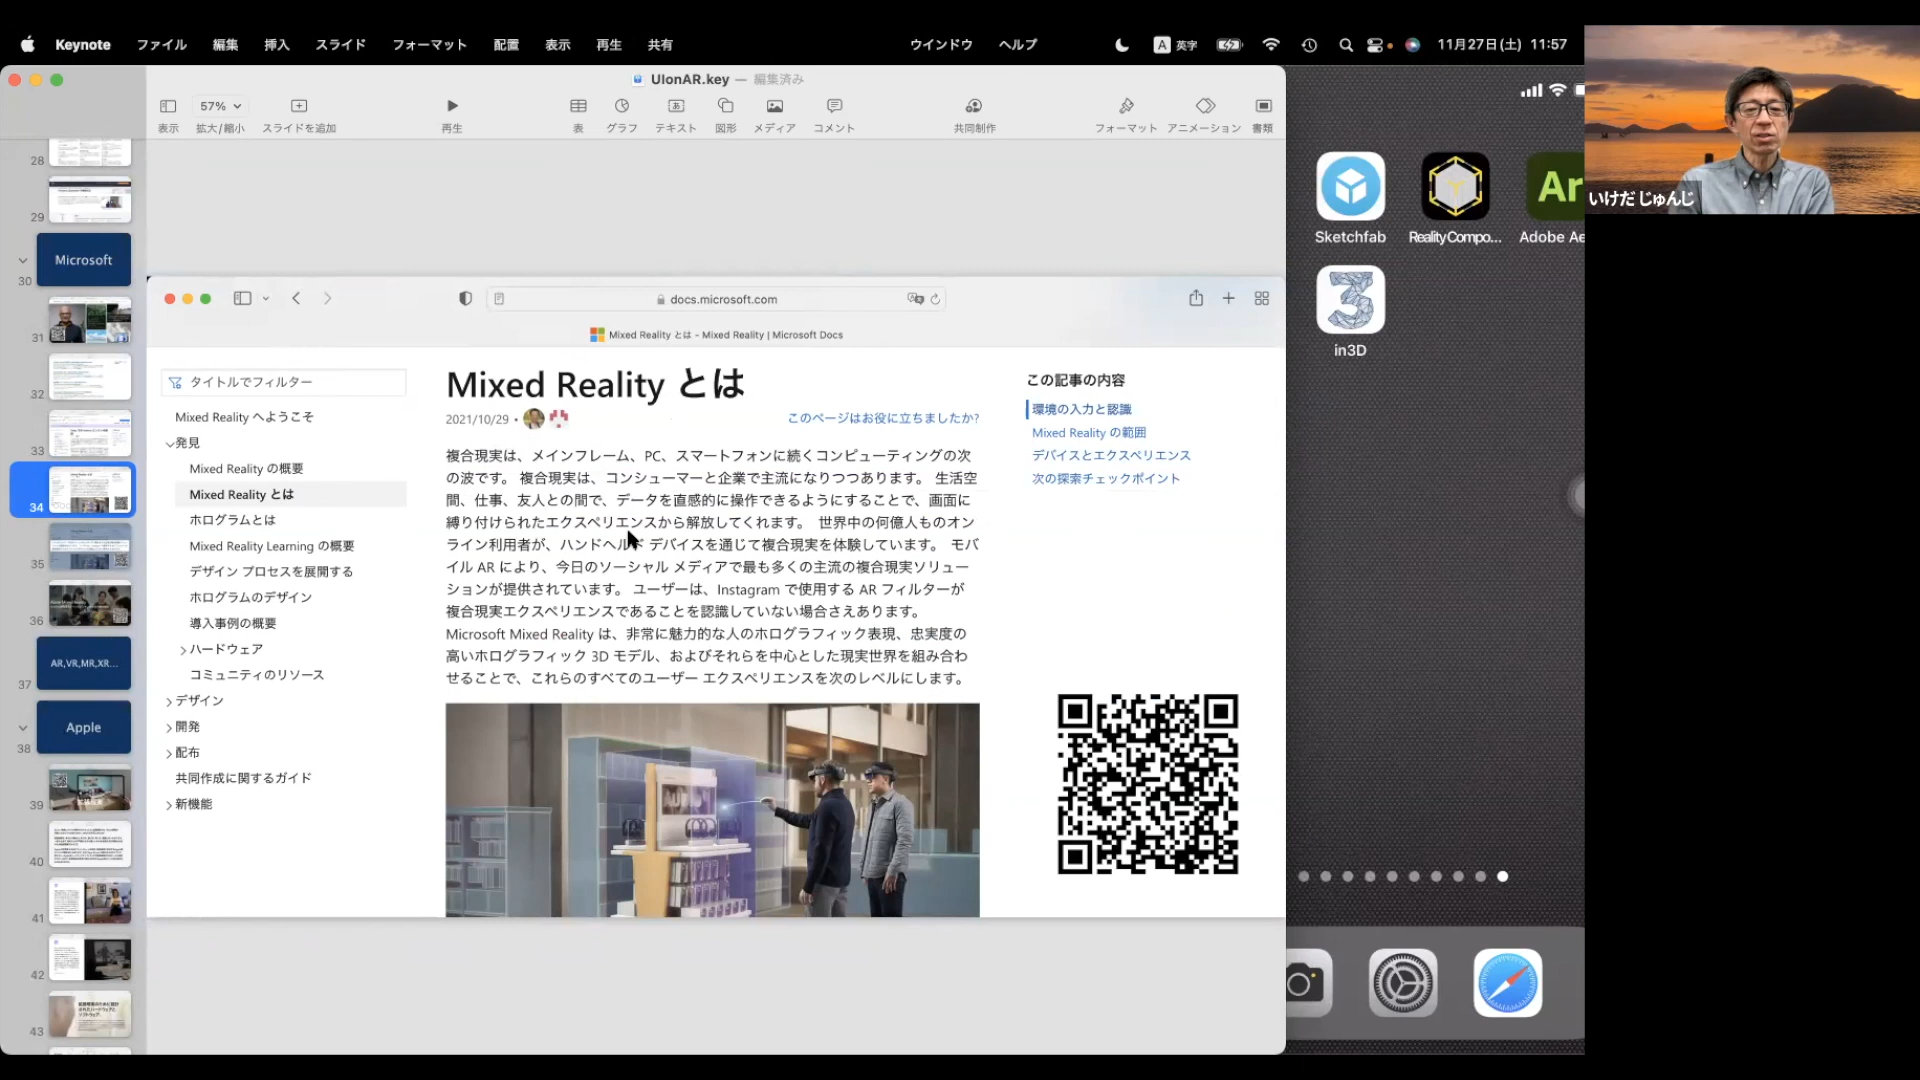 Keynote ファイル 編集 挿入 スライド フォーマット 配置 表示 再生 共有 ウインドウ ヘルプ A 英字 11月27日(土) 11:57
UIonAR.key — 編集済み
57%
表示 拡大/縮小 スライドを追加 再生 表 グラフ テキスト 図形 メディア コメント 共同制作 フォーマット アニメーション 書類
28
29
Microsoft
30
31
32
33
34
35
36
AR,VR,MR,XR...
37
Apple
38
39
40
41
42
43
docs.microsoft.com
Mixed Reality とは - Mixed Reality | Microsoft Docs
タイトルでフィルター
Mixed Reality へようこそ
発見
Mixed Reality の概要
Mixed Reality とは
ホログラムとは
Mixed Reality Learning の概要
デザイン プロセスを展開する
ホログラムのデザイン
導入事例の概要
ハードウェア
コミュニティのリソース
デザイン
開発
配布
共同作成に関するガイド
新機能
Mixed Reality とは
2021/10/29 •
このページはお役に立ちましたか?
複合現実は、メインフレーム、PC、スマートフォンに続くコンピューティングの次
の波です。 複合現実は、コンシューマーと企業で主流になりつつあります。 生活空
間、仕事、友人との間で、データを直感的に操作できるようにすることで、画面に
縛り付けられたエクスペリエンスから解放してくれます。 世界中の何億人ものオン
ライン利用者が、ハンドヘルド デバイスを通じて複合現実を体験しています。 モバ
イル AR により、今日のソーシャル メディアで最も多くの主流の複合現実ソリュー
ションが提供されています。 ユーザーは、Instagram で使用する AR フィルターが
複合現実エクスペリエンスであることを認識していない場合さえあります。
Microsoft Mixed Reality は、非常に魅力的な人のホログラフィック表現、忠実度の
高いホログラフィック 3D モデル、およびそれらを中心とした現実世界を組み合わ
せることで、これらのすべてのユーザー エクスペリエンスを次のレベルにします。
この記事の内容
環境の入力と認識
Mixed Reality の範囲
デバイスとエクスペリエンス
次の探索チェックポイント
Sketchfab
Reality Compo...
Ar
Adobe Ae
in3D
いけだ じゅんじ